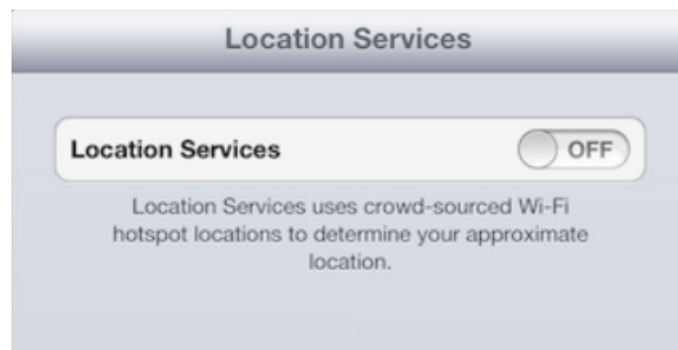 Location Services
Location Services OFF
Location Services uses crowd-sourced Wi-Fi
hotspot locations to determine your approximate
location.